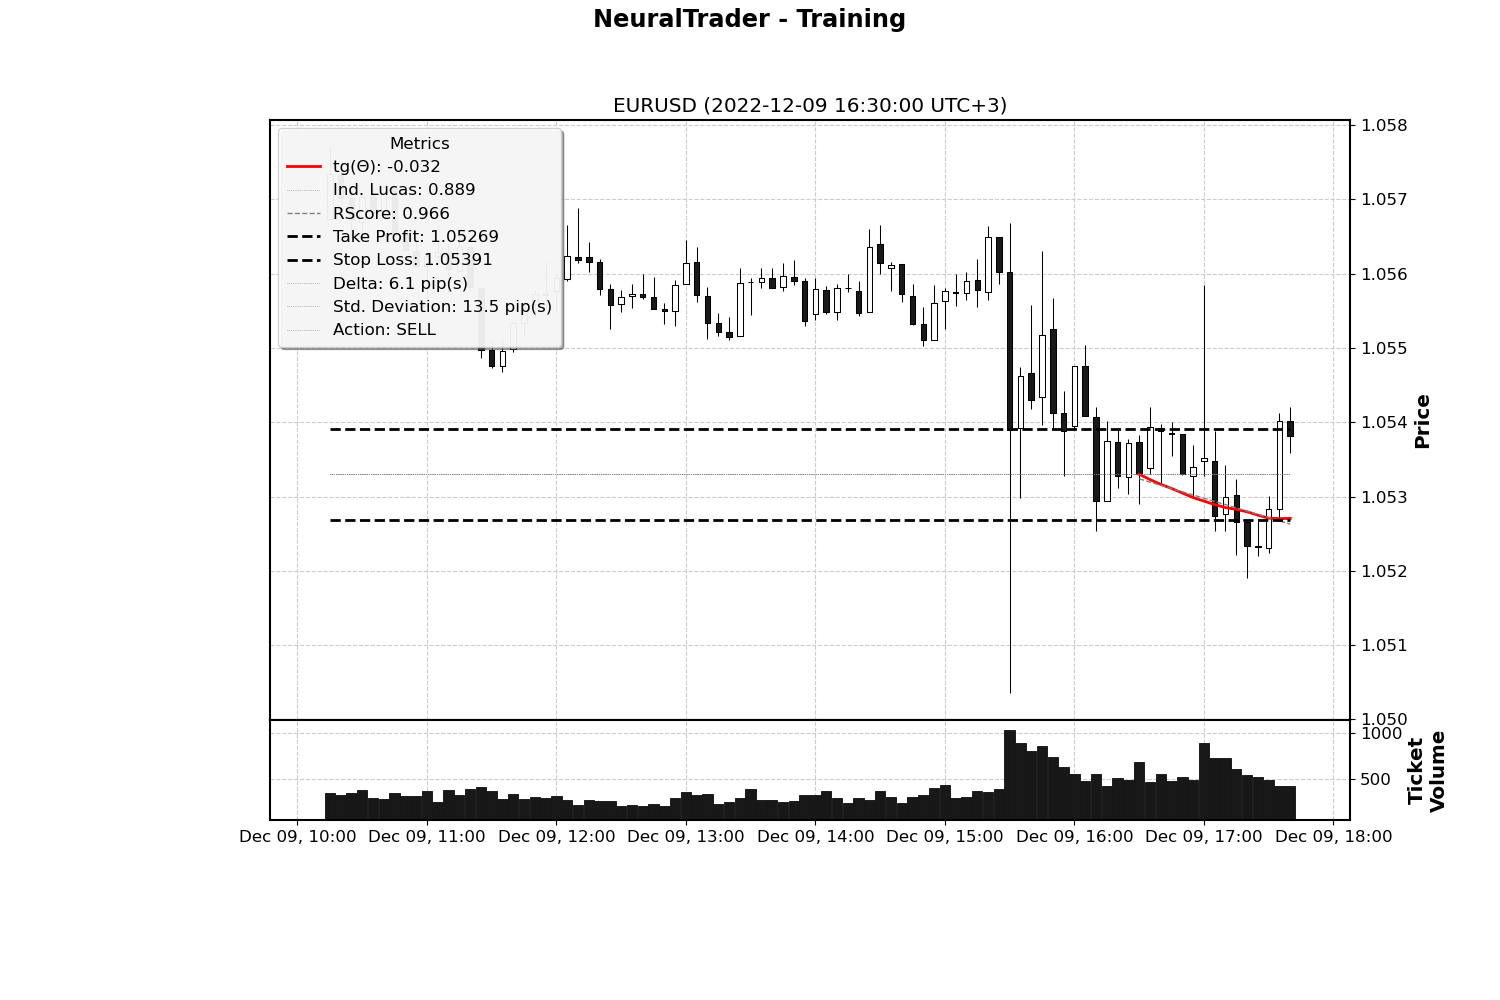 NeuralTrader - Training
EURUSD (2022-12-09 16:30:00 UTC+3)
Metrics
tg(Θ): -0.032
Ind. Lucas: 0.889
RScore: 0.966
Take Profit: 1.05269
Stop Loss: 1.05391
Delta: 6.1 pip(s)
Std. Deviation: 13.5 pip(s)
Action: SELL
1.058
1.057
1.056
1.055
1.054
1.053
1.052
1.051
1.050
Price
1000
500
Ticket
Volume
Dec 09, 10:00
Dec 09, 11:00
Dec 09, 12:00
Dec 09, 13:00
Dec 09, 14:00
Dec 09, 15:00
Dec 09, 16:00
Dec 09, 17:00
Dec 09, 18:00